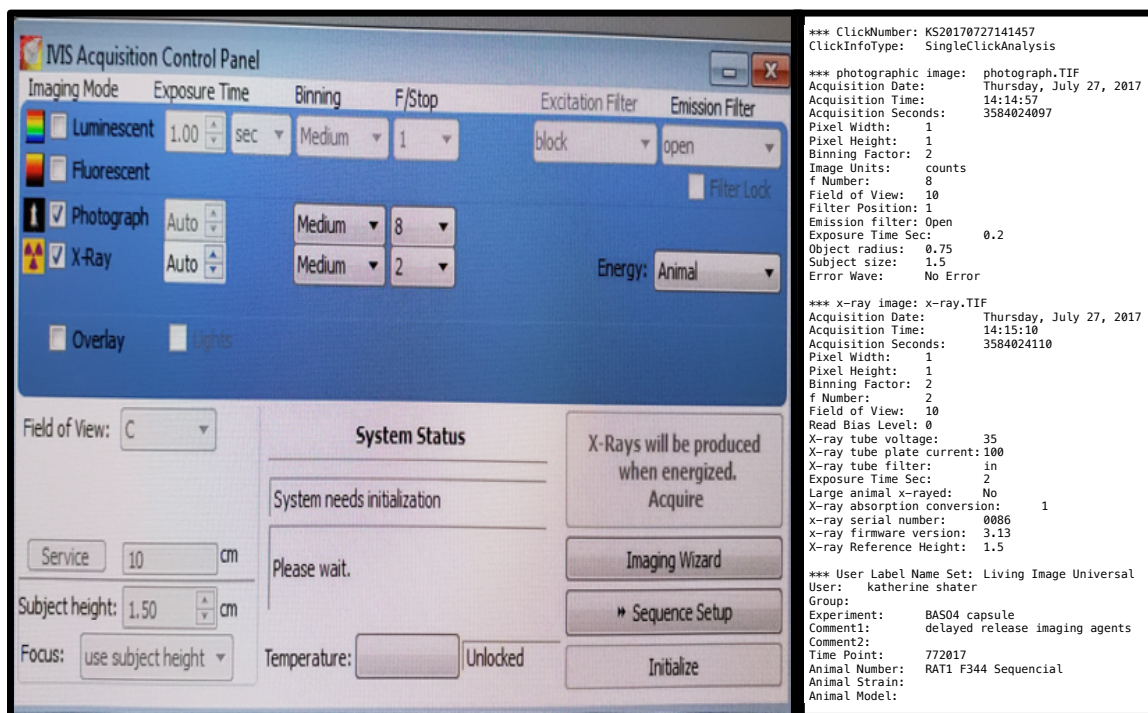 IVIS Acquisition Control Panel
Imaging Mode Exposure Time Binning F/Stop Excitation Filter Emission Filter
Luminescent 1.00 sec Medium 1 block open
Fluorescent Filter Lock
Photograph Auto Medium 8
X-Ray Auto Medium 2 Energy: Animal
Overlay Lights
Field of View: C
System Status
System needs initialization
Please wait.
X-Rays will be produced
when energized.
Acquire
Service 10 cm
Imaging Wizard
Subject height: 1.50 cm
» Sequence Setup
Focus: use subject height
Temperature: Unlocked
Initialize
*** ClickNumber: KS20170727141457
ClickInfoType: SingleClickAnalysis
*** photographic image: photograph.TIF
Acquisition Date: Thursday, July 27, 2017
Acquisition Time: 14:14:57
Acquisition Seconds: 3584024097
Pixel Width: 1
Pixel Height: 1
Binning Factor: 2
Image Units: counts
f Number: 8
Field of View: 10
Filter Position: 1
Emission filter: Open
Exposure Time Sec: 0.2
Object radius: 0.75
Subject size: 1.5
Error Wave: No Error
*** x-ray image: x-ray.TIF
Acquisition Date: Thursday, July 27, 2017
Acquisition Time: 14:15:10
Acquisition Seconds: 3584024110
Pixel Width: 1
Pixel Height: 1
Binning Factor: 2
f Number: 2
Field of View: 10
Read Bias Level: 0
X-ray tube voltage: 35
X-ray tube plate current: 100
X-ray tube filter: in
Exposure Time Sec: 2
Large animal x-rayed: No
X-ray absorption conversion: 1
x-ray serial number: 0086
x-ray firmware version: 3.13
X-ray Reference Height: 1.5
*** User Label Name Set: Living Image Universal
User: katherine shater
Group:
Experiment: BASO4 capsule
Comment1: delayed release imaging agents
Comment2:
Time Point: 772017
Animal Number: RAT1 F344 Sequencial
Animal Strain:
Animal Model: